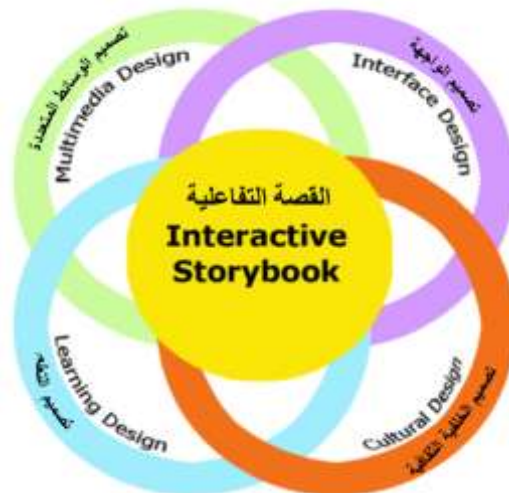 تصميم الوسائط المتعددة
Multimedia Design
تصميم الواجهة
Interface Design
القصة التفاعلية
Interactive
Storybook
تصميم التعلم
Learning Design
Cultural Design
تصميم الخلفية الثقافية